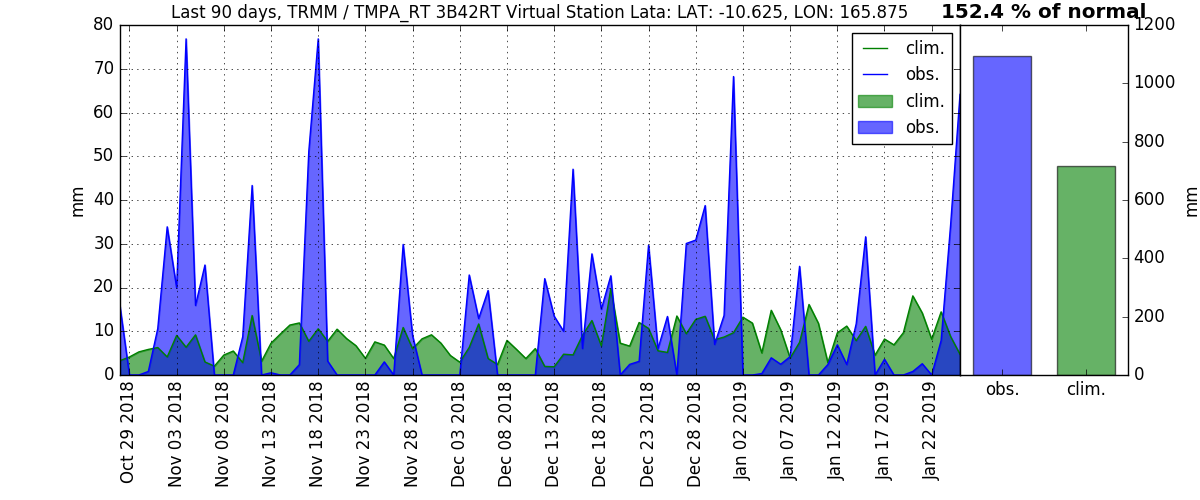 Last 90 days, TRMM / TMPA_RT 3B42RT Virtual Station Lata: LAT: -10.625, LON: 165.875
152.4 % of normal
80
70
60
50
40
30
20
10
0
mm
clim.
obs.
clim.
obs.
Oct 29 2018
Nov 03 2018
Nov 08 2018
Nov 13 2018
Nov 18 2018
Nov 23 2018
Nov 28 2018
Dec 03 2018
Dec 08 2018
Dec 13 2018
Dec 18 2018
Dec 23 2018
Dec 28 2018
Jan 02 2019
Jan 07 2019
Jan 12 2019
Jan 17 2019
Jan 22 2019
1200
1000
800
600
400
200
0
mm
obs.
clim.